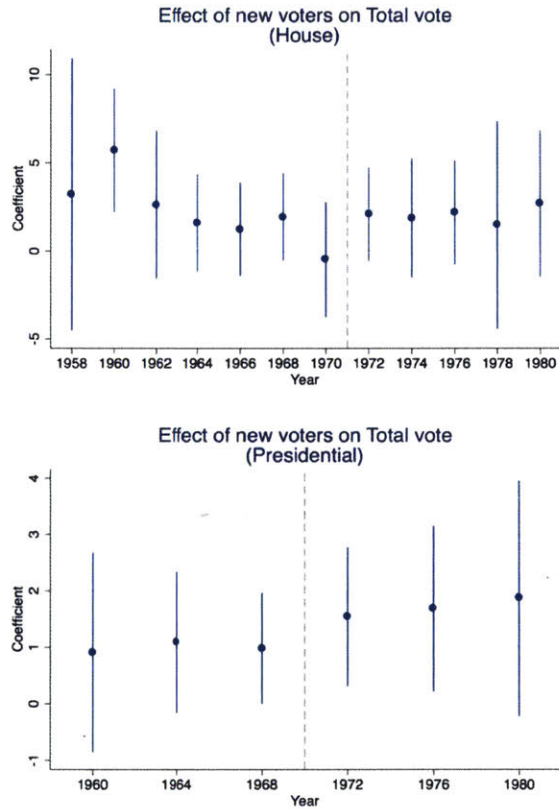 Effect of new voters on Total vote
(House)
10
5
0
-5
Coefficient
1958 1960 1962 1964 1966 1968 1970 1972 1974 1976 1978 1980
Year
Effect of new voters on Total vote
(Presidential)
4
3
2
1
0
-1
Coefficient
1960 1964 1968 1972 1976 1980
Year